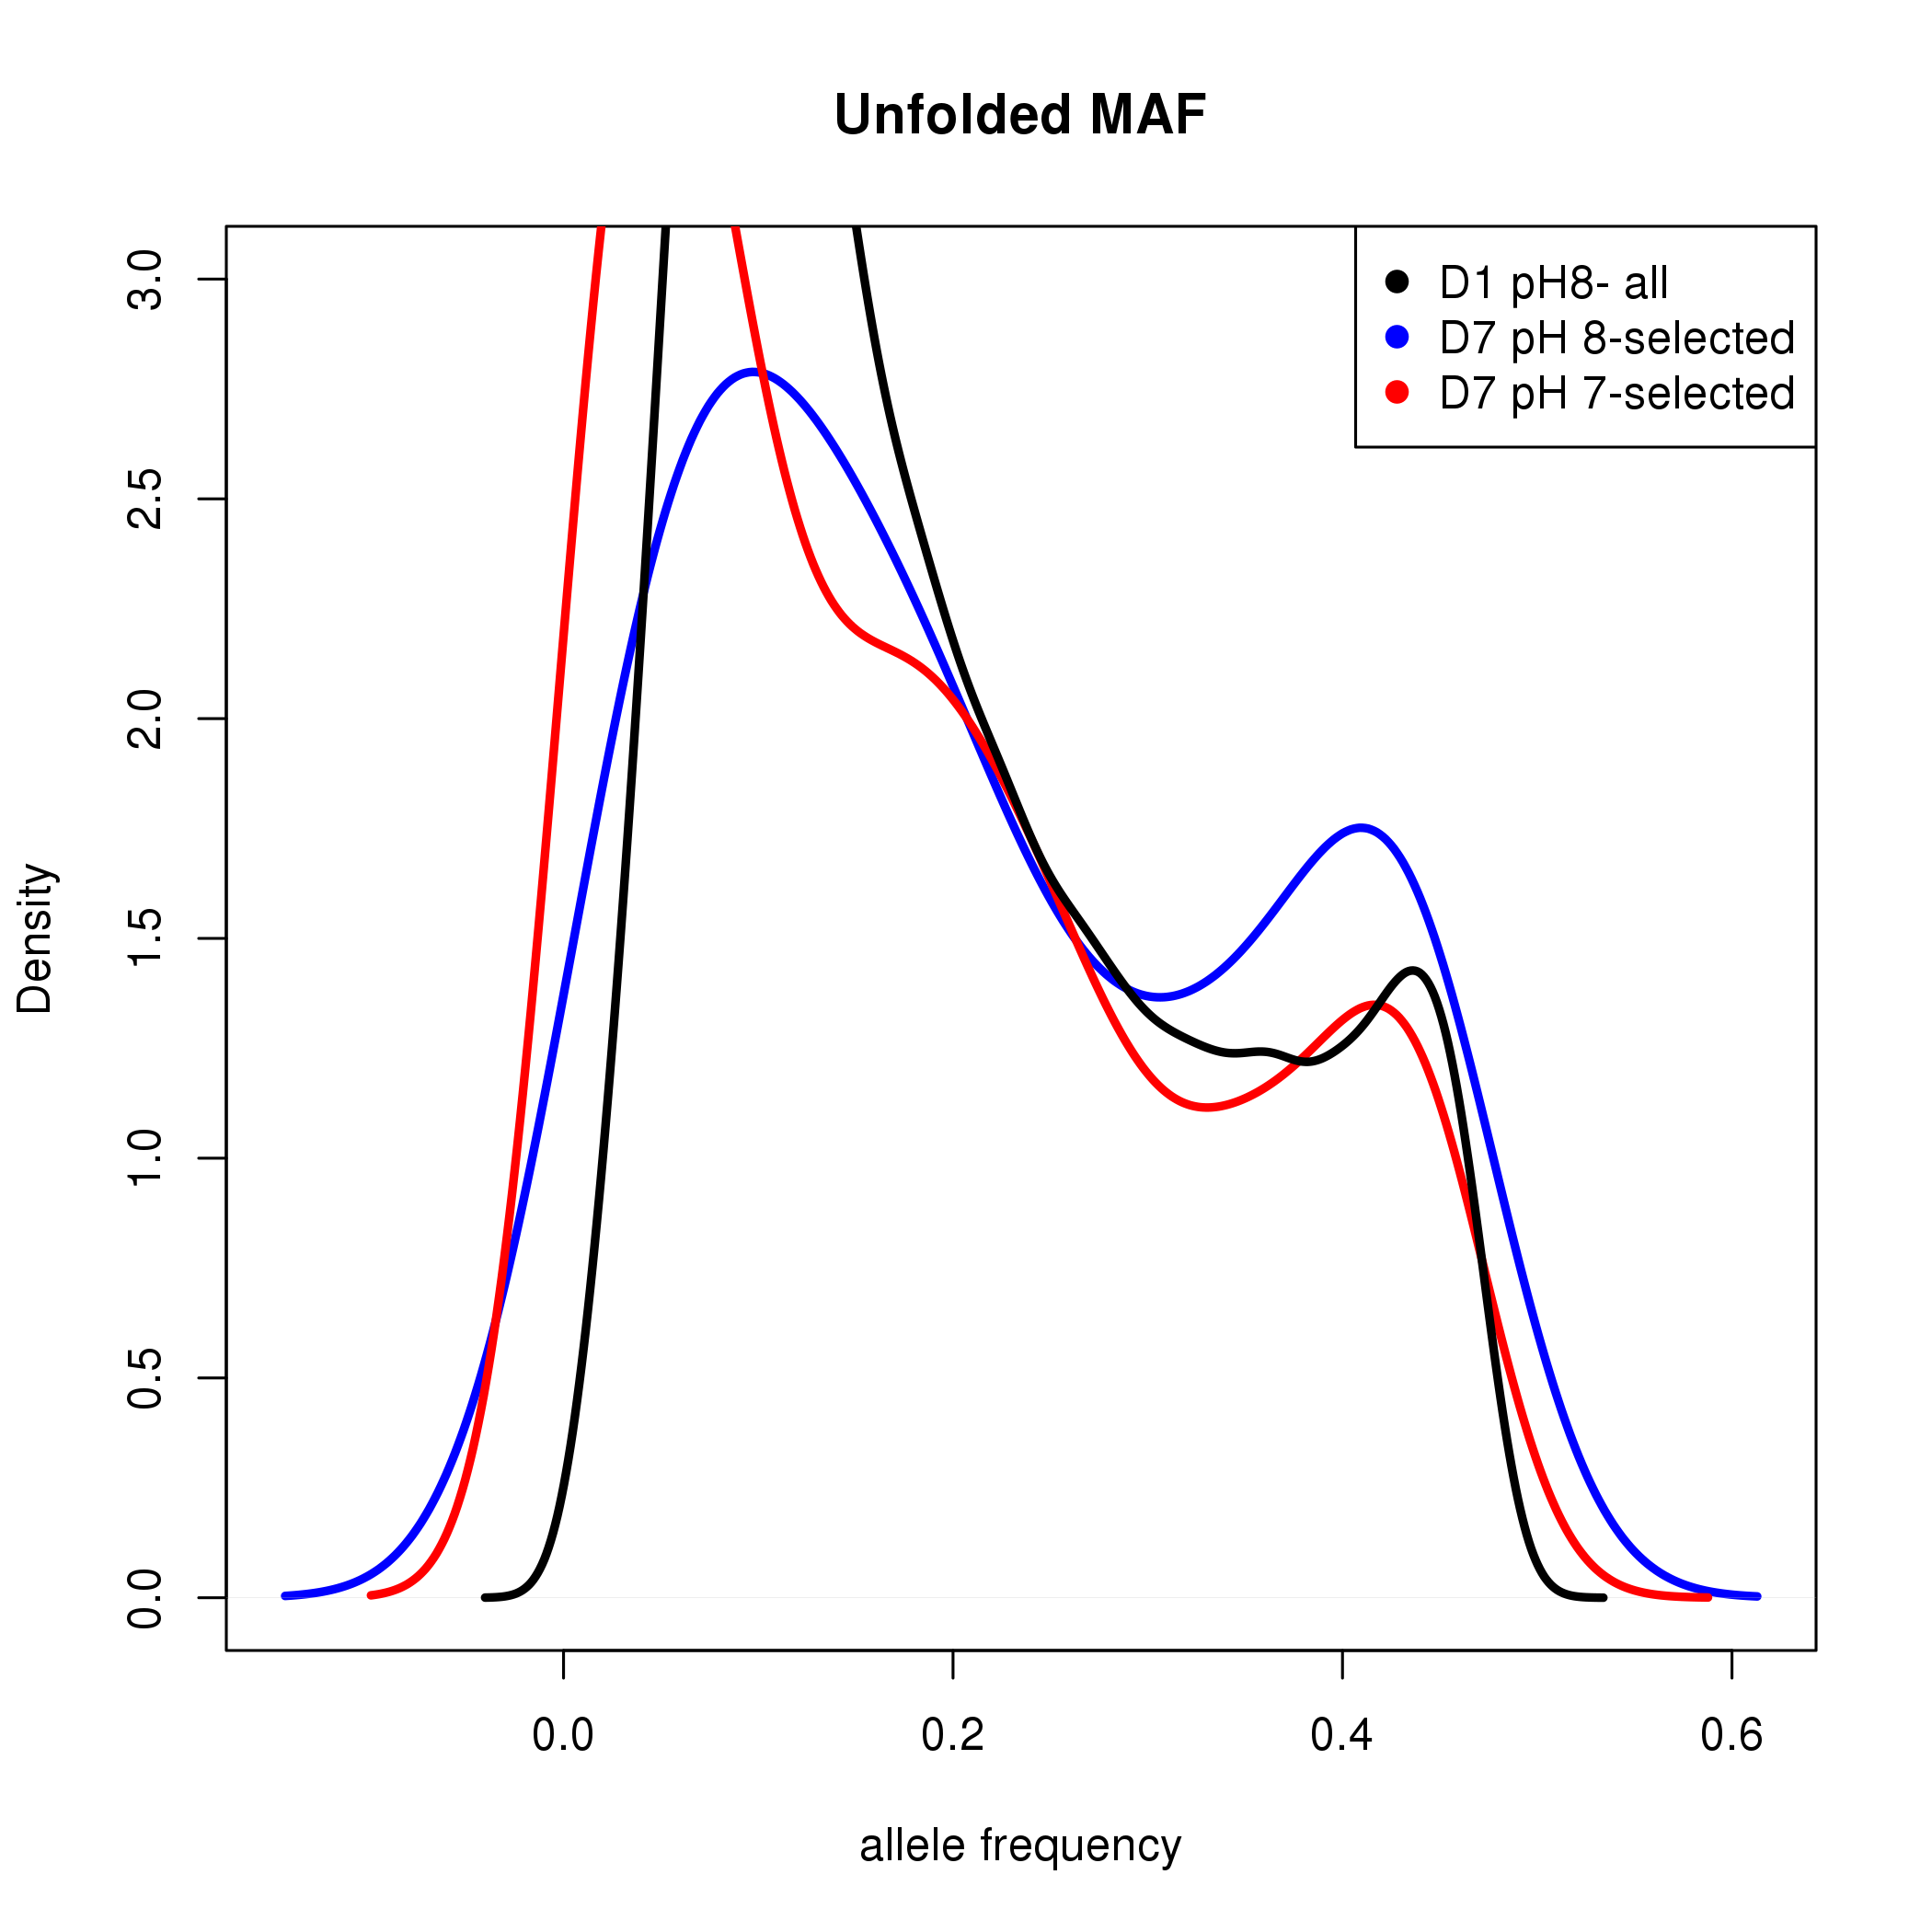 Unfolded MAF
D1 pH8- all
D7 pH 8-selected
D7 pH 7-selected
3.0
2.5
2.0
1.5
1.0
0.5
0.0
Density
0.0 0.2 0.4 0.6
allele frequency